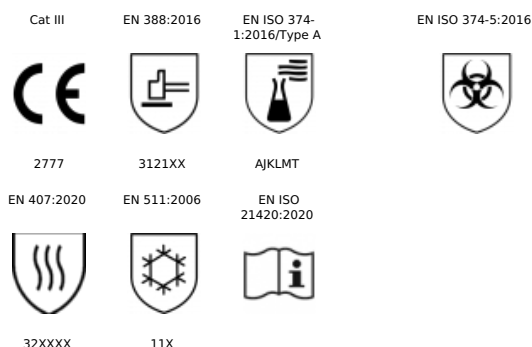 Cat III
EN 388:2016
EN ISO 374-
1:2016/Type A
EN ISO 374-5:2016
CE
2777
3121XX
AJKLMT
EN 407:2020
EN 511:2006
EN ISO
21420:2020
i
32XXXX
11X